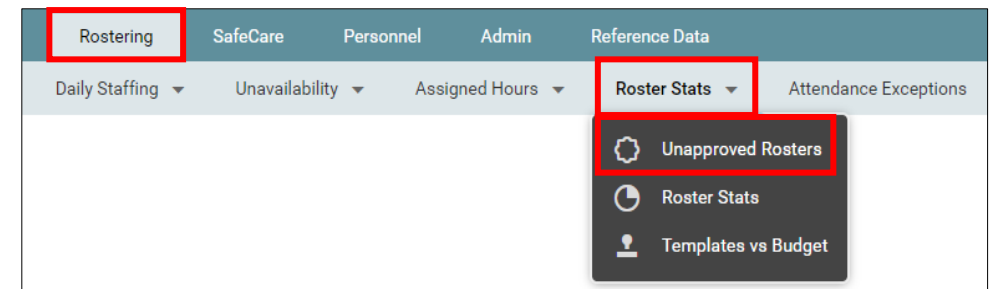 Rostering SafeCare Personnel Admin Reference Data
Daily Staffing Unavailability Assigned Hours Roster Stats Attendance Exceptions
Unapproved Rosters
Roster Stats
Templates vs Budget